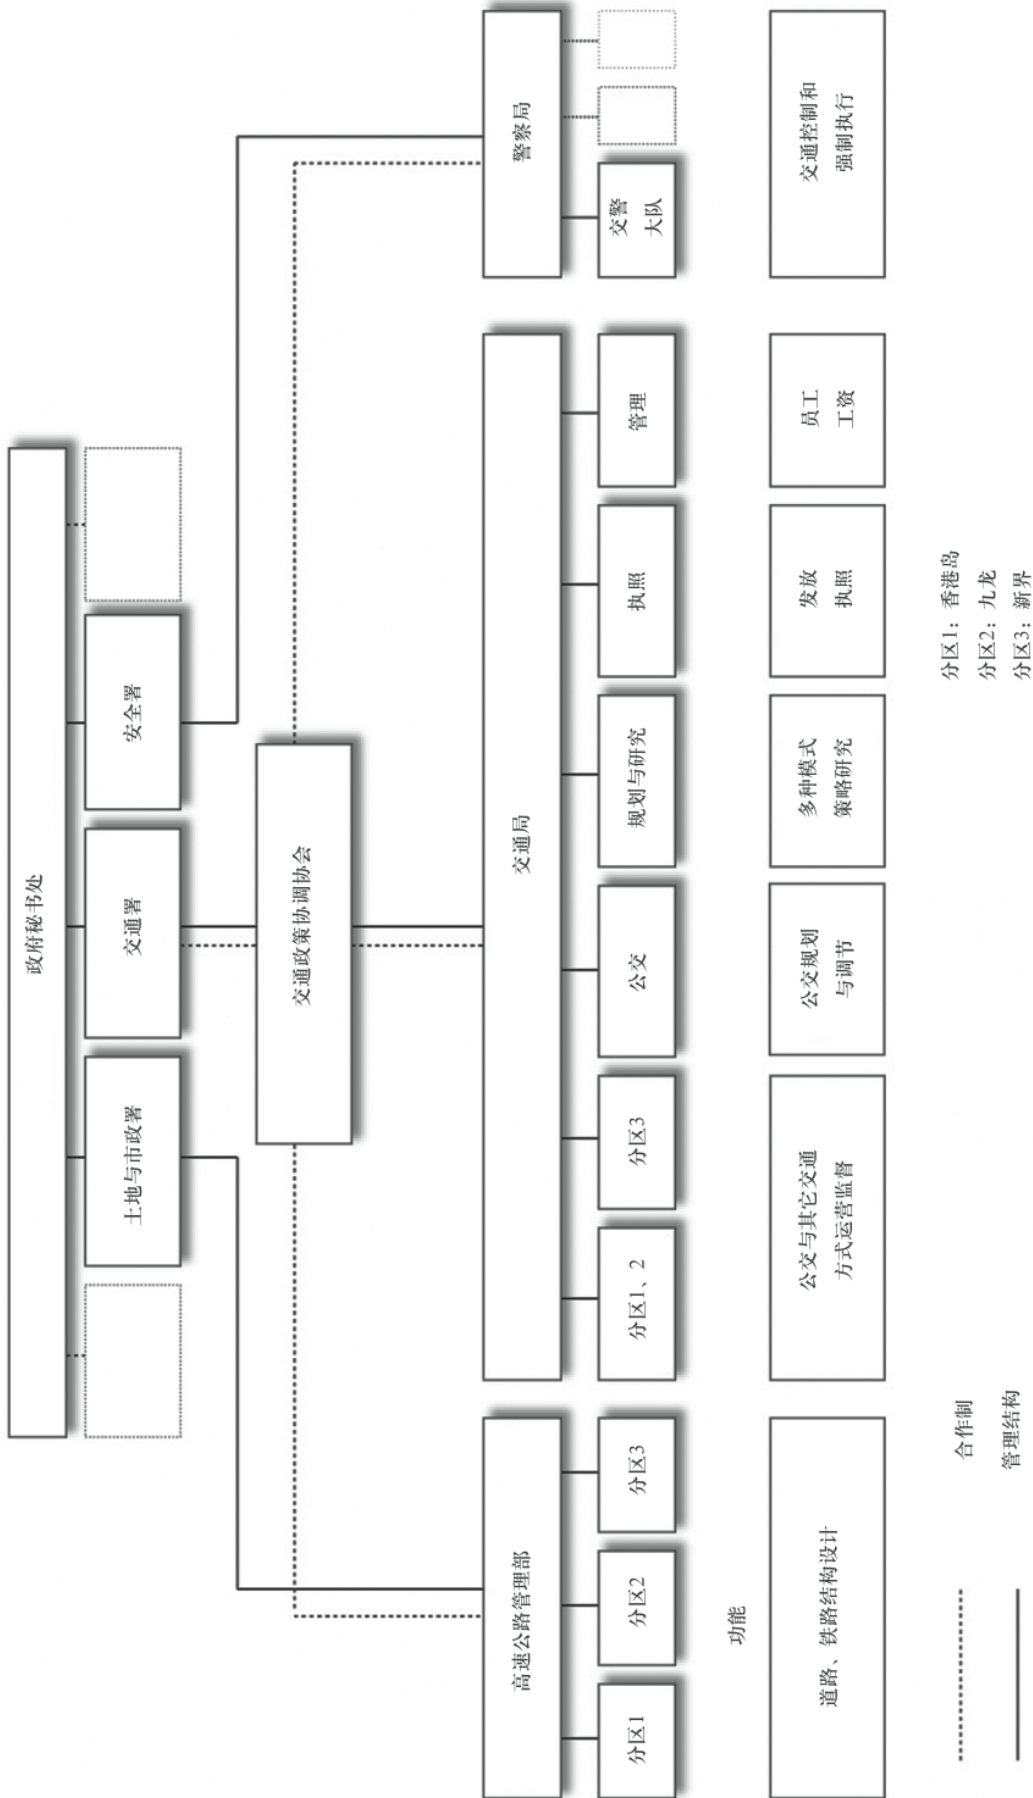 政府秘书处
土地与市政署
交通署
安全署
交通政策协调协会
高速公路管理部
交通局
警察局
分区1
分区2
分区3
分区1、2
分区3
公交
规划与研究
执照
管理
交警
大队
功能
道路、铁路结构设计
公交与其它交通
方式运营监督
公交规划
与调节
多种模式
策略研究
发放
执照
员工
工资
交通控制和
强制执行
合作制
管理结构
分区1：香港岛
分区2：九龙
分区3：新界